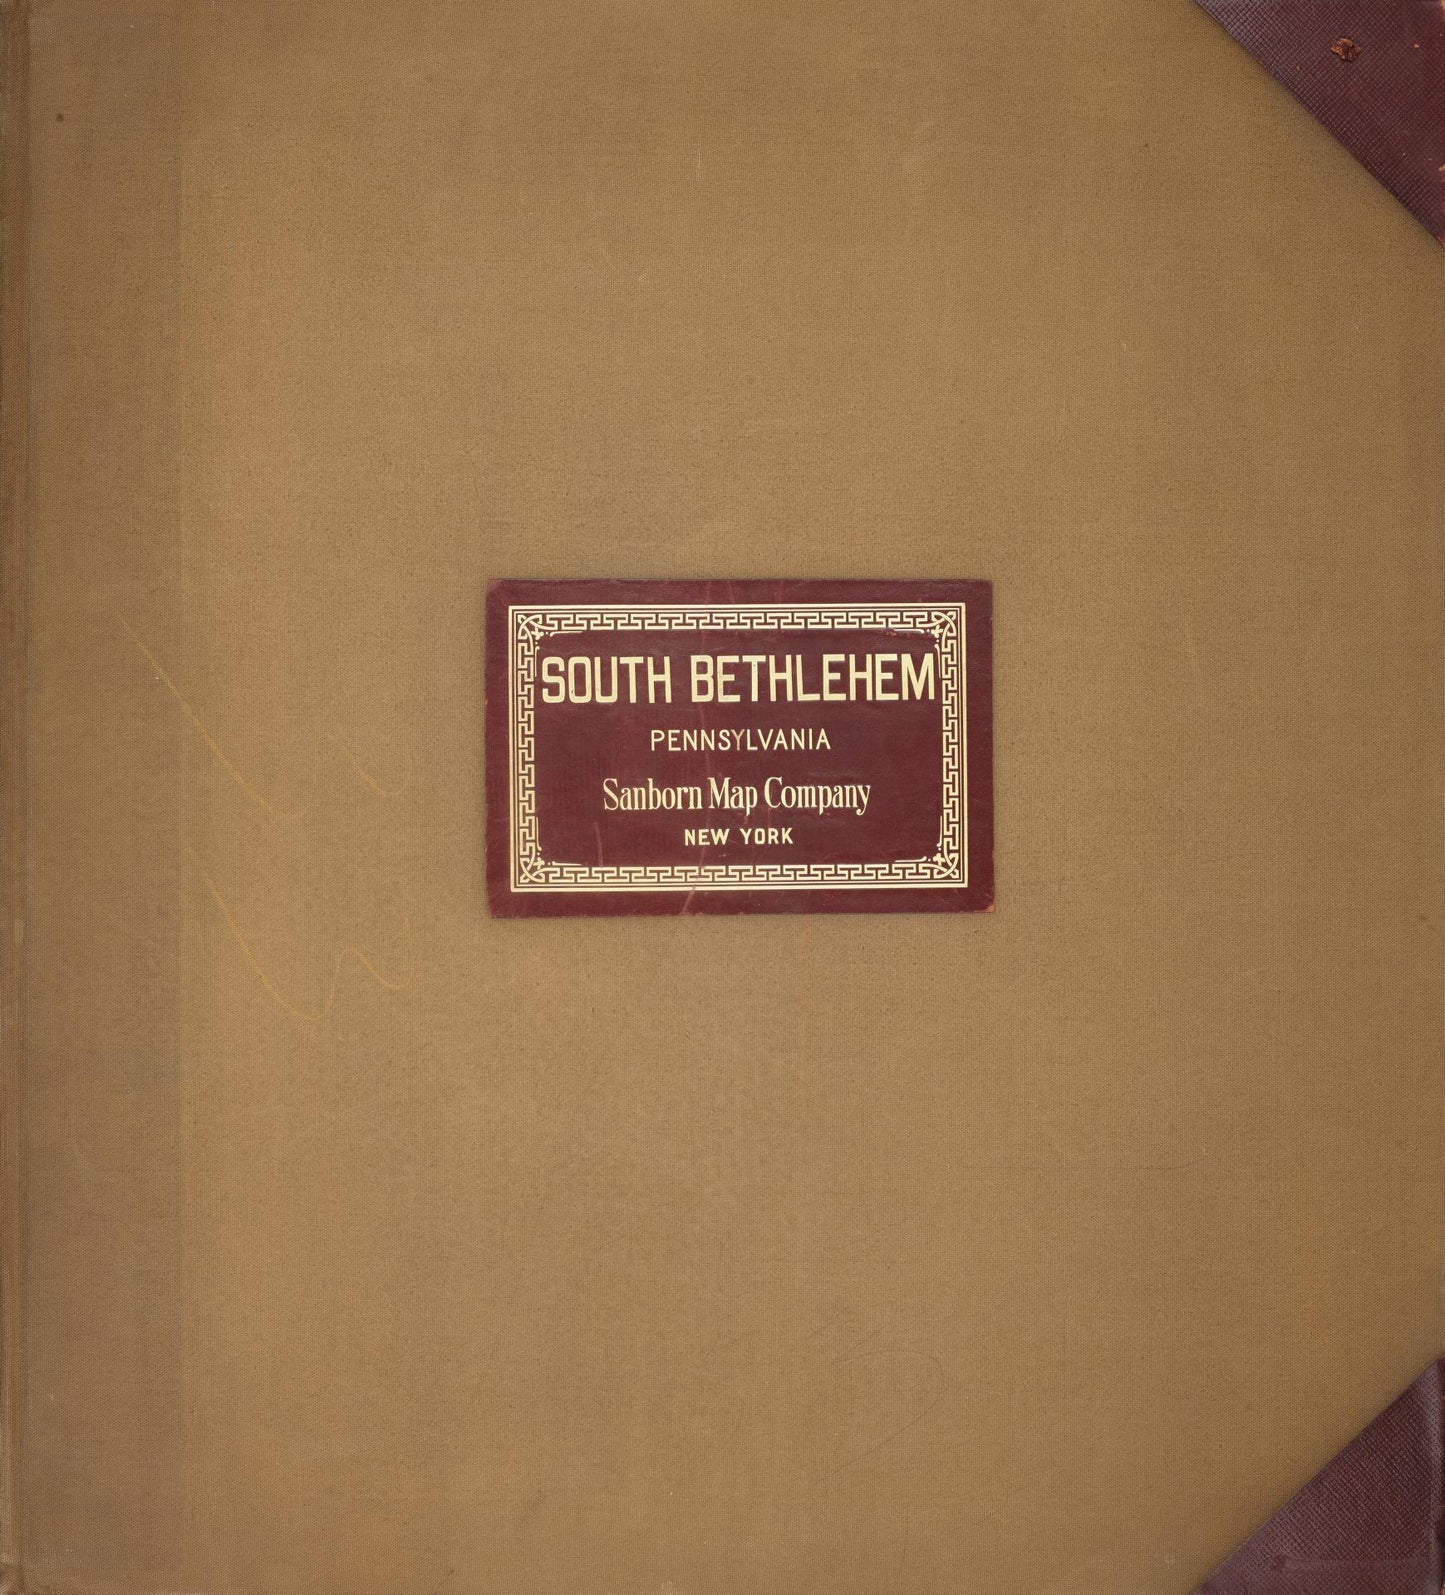 SOUTH BETHLEHEM
PENNSYLVANIA
Sanborn Map Company
NEW YORK